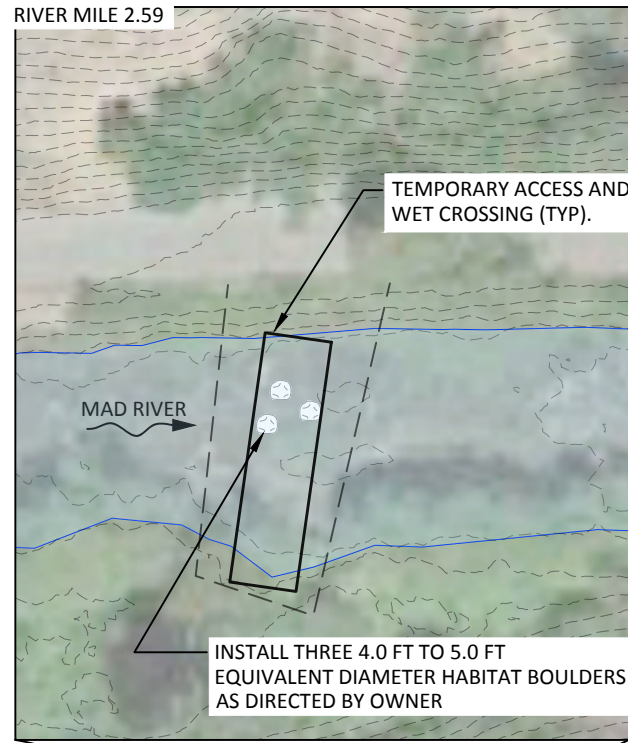 RIVER MILE 2.59
TEMPORARY ACCESS AND
WET CROSSING (TYP).
MAD RIVER
INSTALL THREE 4.0 FT TO 5.0 FT
EQUIVALENT DIAMETER HABITAT BOULDERS
AS DIRECTED BY OWNER